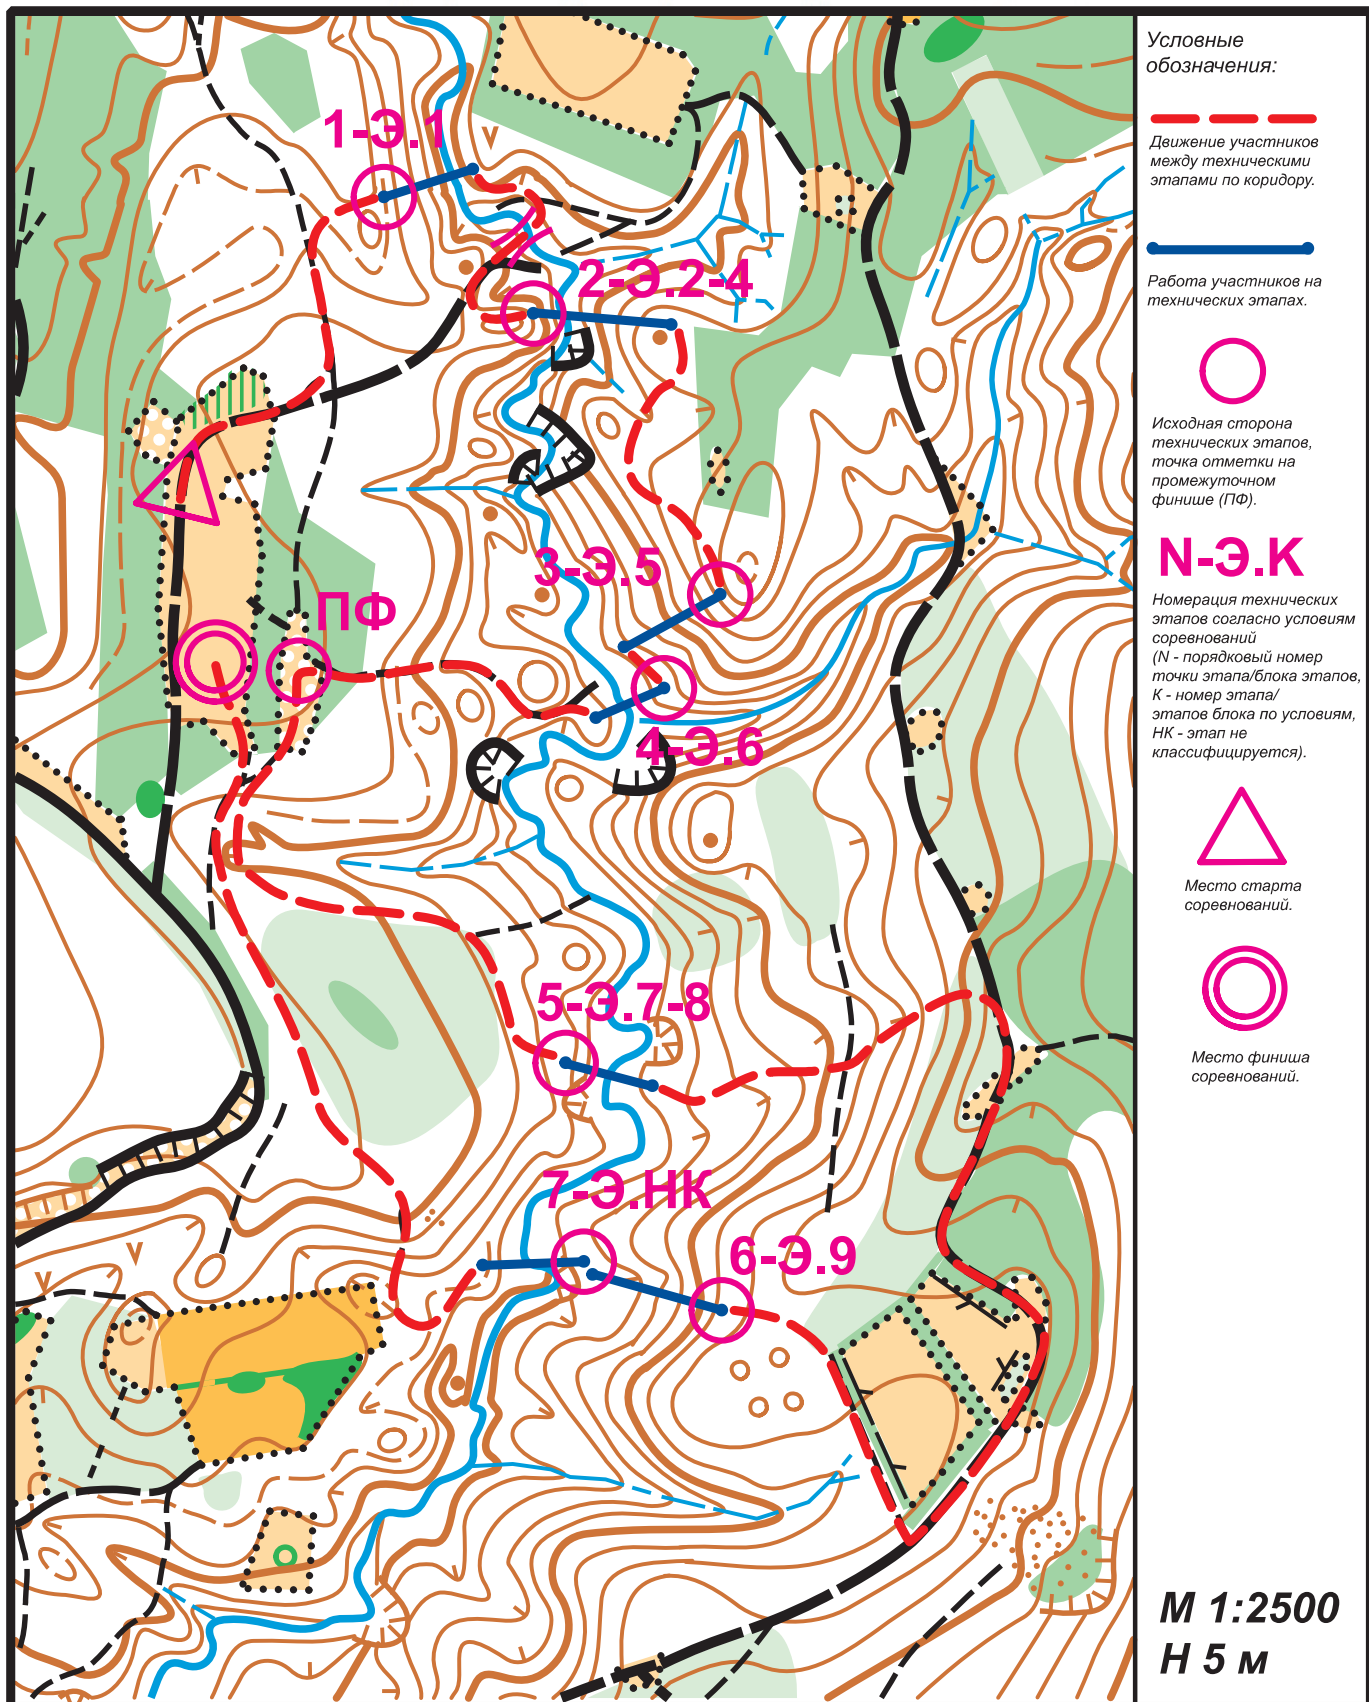 1-Э.1
2-Э.2-4
3-Э.5
ПФ
4-Э.6
5-Э.7-8
7-Э.НК
6-Э.9
Условные
обозначения:
Движение участников
между техническими
этапами по коридору.
Работа участников на
технических этапах.
Исходная сторона
технических этапов,
точка отметки на
промежуточном
финише (ПФ).
N-Э.К
Номерация технических
этапов согласно условиям
соревнований
(N - порядковый номер
точки этапа/блока этапов,
К - номер этапа/
этапов блока по условиям,
НК - этап не
классифицируется).
Место старта
соревнований.
Место финиша
соревнований.
М 1:2500
Н 5 м